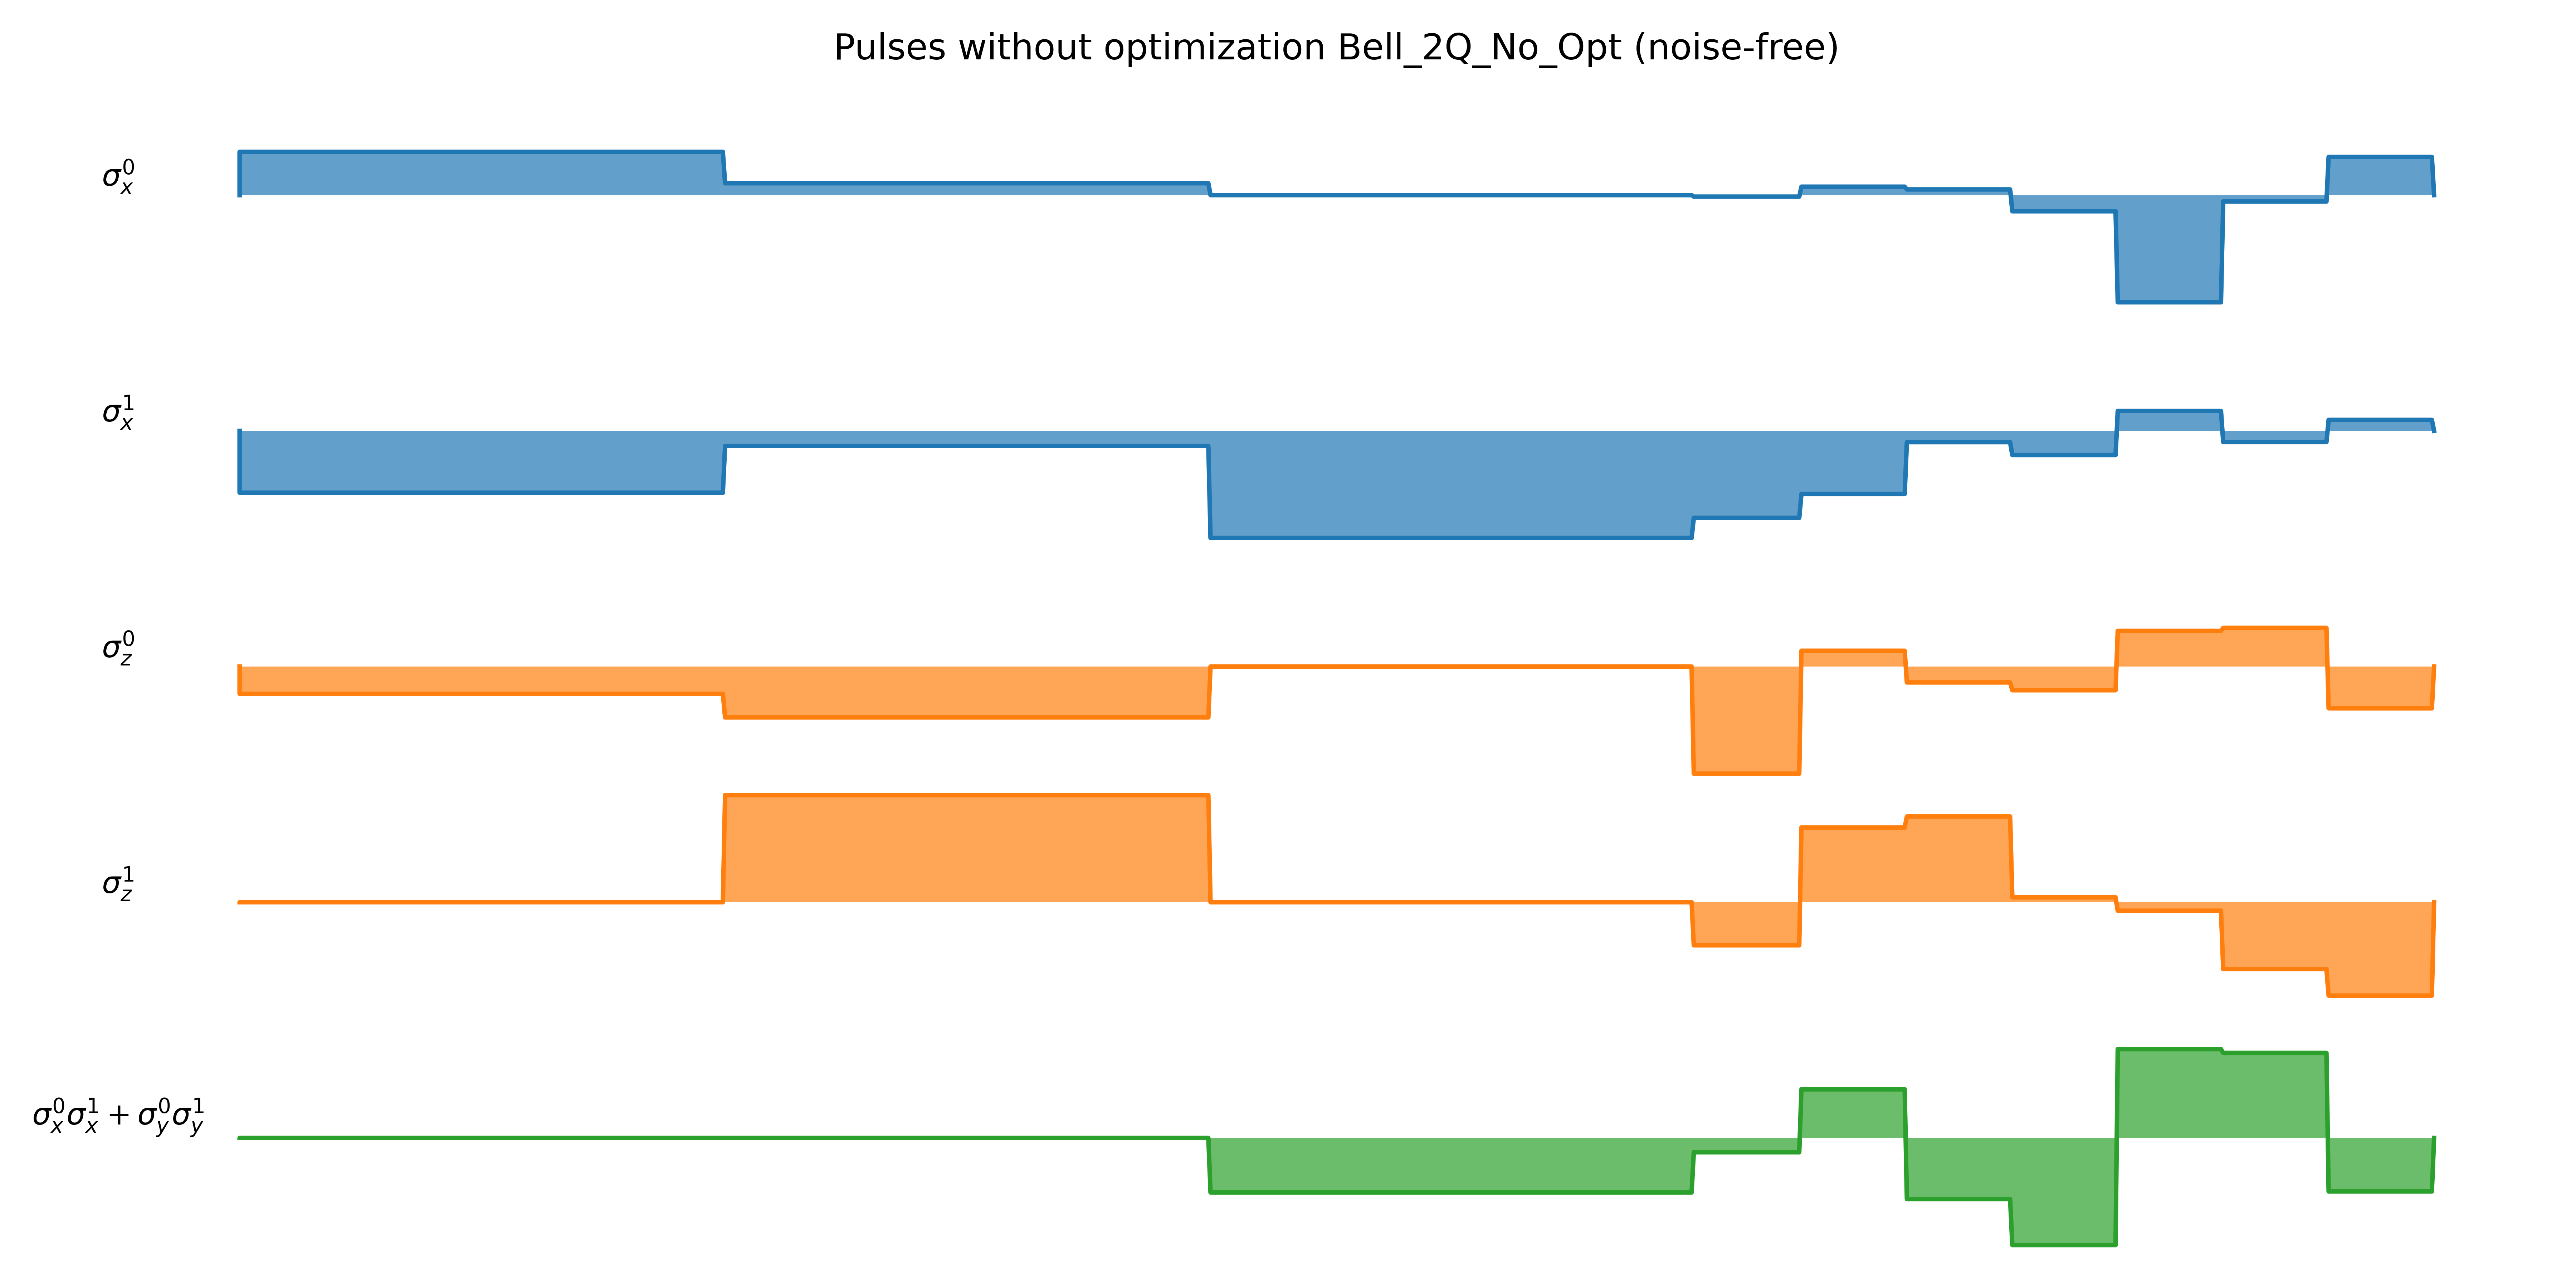 Pulses without optimization Bell_2Q_No_Opt (noise-free)
σ_x^0
σ_x^1
σ_z^0
σ_z^1
σ_x^0σ_x^1 + σ_y^0σ_y^1